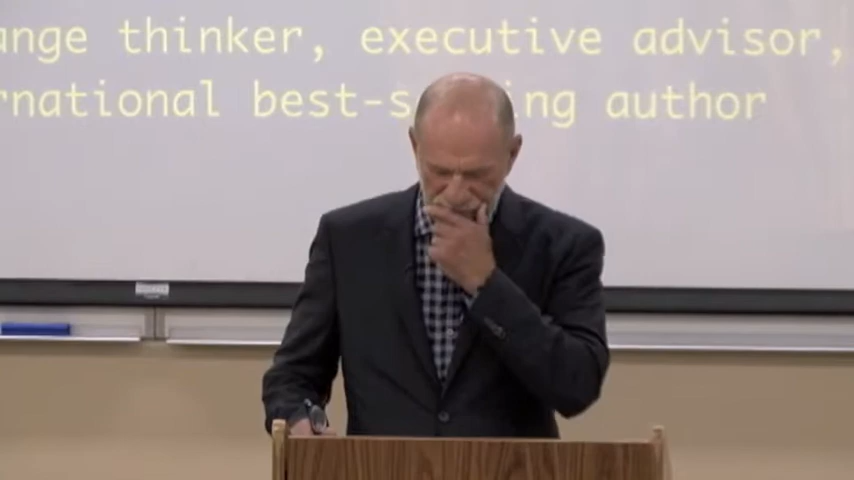 ange thinker, executive advisor,
rnational best-s ing author